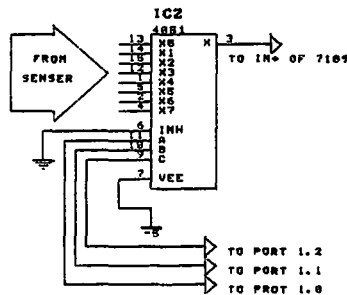 IC2
4051
FROM
SENSER
13 X0
14 X1
15 X2
12 X3
1 X4
5 X5
2 X6
4 X7
6 INH
11 A
10 B
9 C
7 VEE
X 3
TO IN+ OF 7109
-5
TO PORT 1.2
TO PORT 1.1
TO PROT 1.0